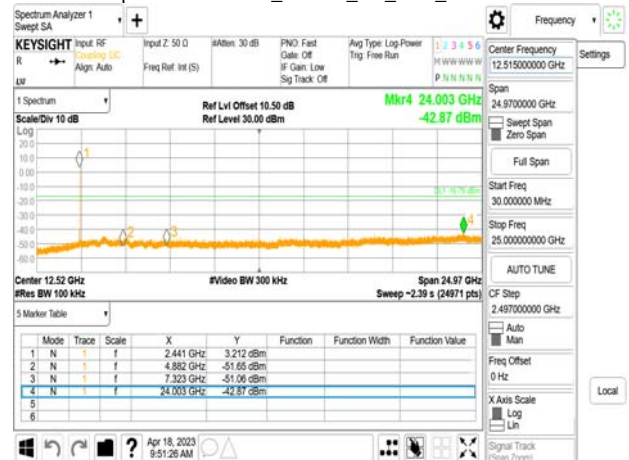 Spectrum Analyzer 1
Swept SA
+
Frequency
KEYSIGHT
Input: RF
Coupling: DC
Align: Auto
Input Z: 50 Ω
Freq Ref: Int (S)
#Atten: 30 dB
PNO: Fast
Gate: Off
IF Gain: Low
Sig Track: Off
Avg Type: Log-Power
Trig: Free Run
1 2 3 4 5 6
M W W W W W
P N N N N N
R
LV
Center Frequency
12.515000000 GHz
Settings
Span
24.9700000 GHz
Swept Span
Zero Span
Full Span
Start Freq
30.000000 MHz
Stop Freq
25.000000000 GHz
AUTO TUNE
CF Step
2.497000000 GHz
Auto
Man
Freq Offset
0 Hz
X Axis Scale
Log
Lin
Local
Signal Track
(Span Zoom)
1 Spectrum
Scale/Div 10 dB
Ref Lvl Offset 10.50 dB
Ref Level 30.00 dBm
Mkr4 24.003 GHz
-42.87 dBm
Log
20.0
10.0
0.00
-10.0
-20.0
-30.0
-40.0
-50.0
-60.0
1
2
3
4
Center 12.52 GHz
#Res BW 100 kHz
#Video BW 300 kHz
Span 24.97 GHz
Sweep ~2.39 s (24971 pts)
5 Marker Table
Mode Trace Scale X Y Function Function Width Function Value
1 N 1 f 2.441 GHz 3.212 dBm
2 N 1 f 4.882 GHz -51.65 dBm
3 N 1 f 7.323 GHz -51.06 dBm
4 N 1 f 24.003 GHz -42.87 dBm
5
6
?
Apr 18, 2023
9:51:26 AM